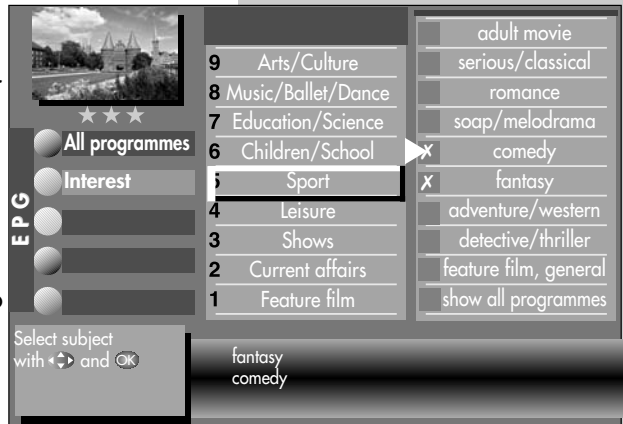 EPG
All programmes
Interest
9 Arts/Culture
8 Music/Ballet/Dance
7 Education/Science
6 Children/School
5 Sport
4 Leisure
3 Shows
2 Current affairs
1 Feature film
adult movie
serious/classical
romance
soap/melodrama
✗ comedy
✗ fantasy
adventure/western
detective/thriller
feature film, general
show all programmes
Select subject
with and OK
fantasy
comedy